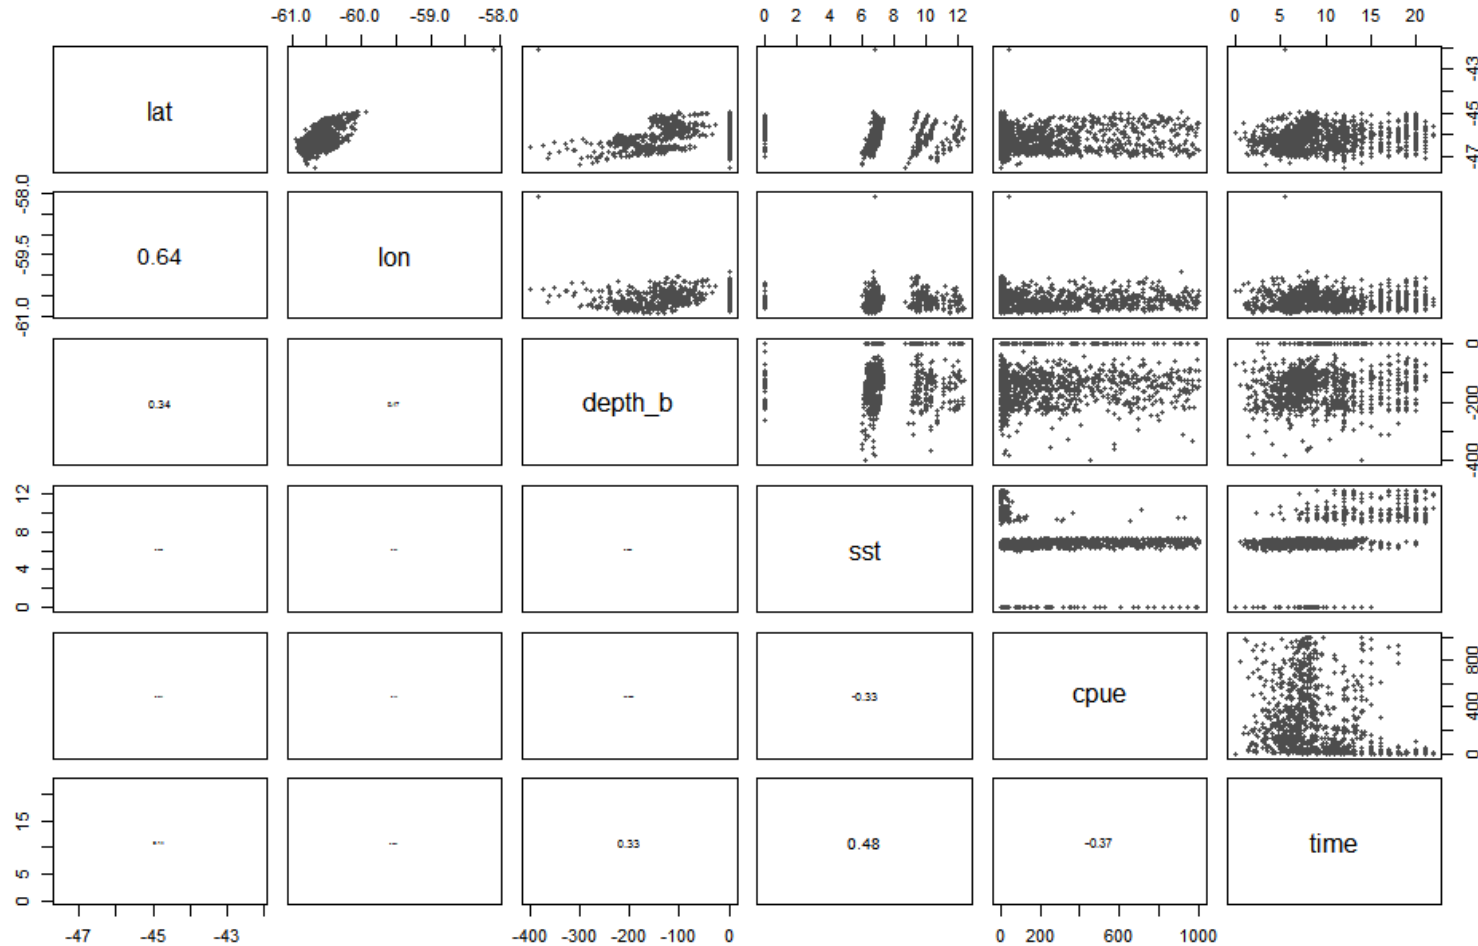 -61.0 -60.0 -59.0 -58.0 0 2 4 6 8 10 12 0 5 10 15 20
lat -43 -45 -47
-58.0 -59.5 -61.0 0.64 lon
0.34 depth_b 0 -200 -400
12 8 4 0 sst
-0.33 cpue 800 400 0
15 5 0 0.33 0.48 -0.37 time
-47 -45 -43 -400 -300 -200 -100 0 0 200 600 1000